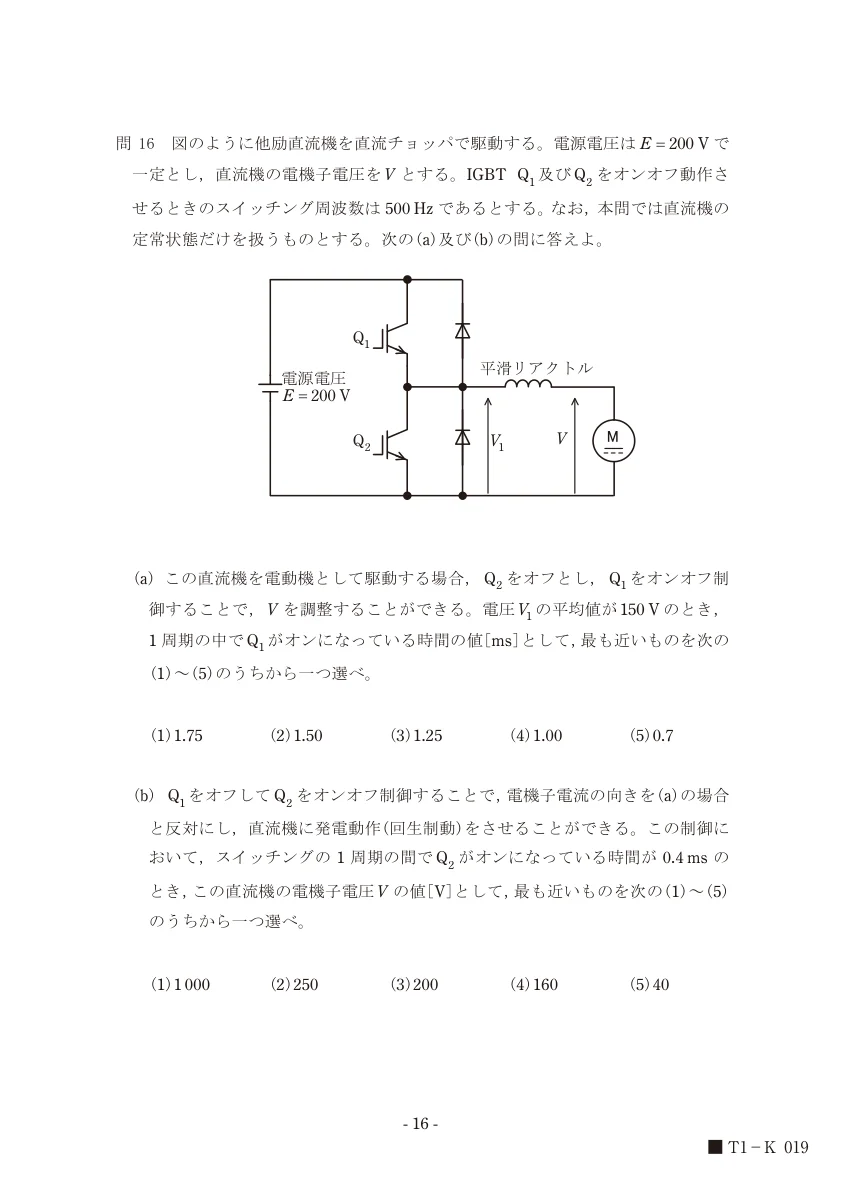 問 16 図のように他励直流機を直流チョッパで駆動する。電源電圧は E = 200 V で
一定とし，直流機の電機子電圧を V とする。IGBT Q1 及び Q2 をオンオフ動作さ
せるときのスイッチング周波数は 500 Hz であるとする。なお，本問では直流機の
定常状態だけを扱うものとする。次の(a)及び(b)の問に答えよ。
Q1
平滑リアクトル
電源電圧
E = 200 V
Q2
V1
V
M
(a) この直流機を電動機として駆動する場合， Q2 をオフとし， Q1 をオンオフ制
御することで， V を調整することができる。電圧 V1 の平均値が 150 V のとき，
1 周期の中で Q1 がオンになっている時間の値[ms]として，最も近いものを次の
(1)～(5)のうちから一つ選べ。
(1) 1.75 (2) 1.50 (3) 1.25 (4) 1.00 (5) 0.7
(b) Q1 をオフして Q2 をオンオフ制御することで，電機子電流の向きを(a)の場合
と反対にし，直流機に発電動作(回生制動)をさせることができる。この制御に
おいて，スイッチングの 1 周期の間で Q2 がオンになっている時間が 0.4 ms の
とき，この直流機の電機子電圧 V の値[V]として，最も近いものを次の(1)～(5)
のうちから一つ選べ。
(1) 1 000 (2) 250 (3) 200 (4) 160 (5) 40
- 16 -
■ T1－K 019